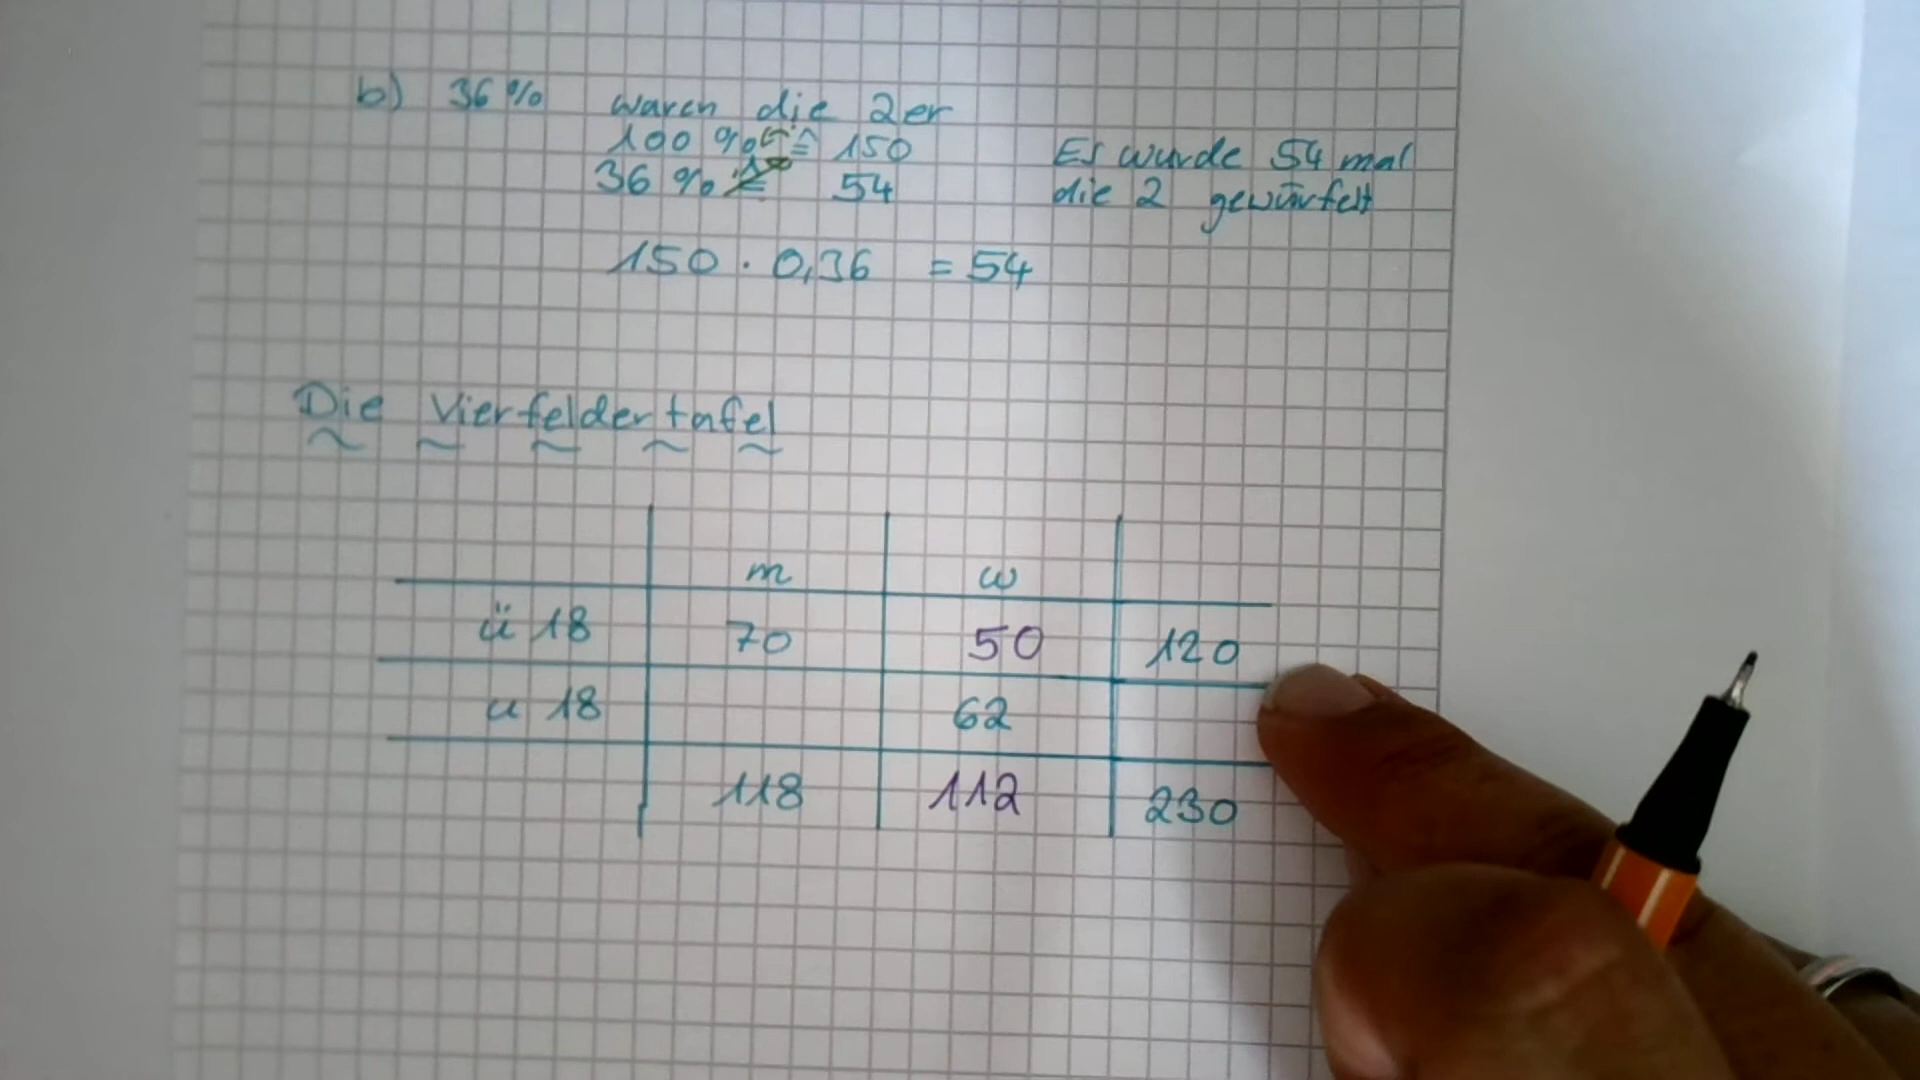 b) 36% waren die 2er
100% ≙ 150
36% ≙ 54
Es wurde 54 mal
die 2 gewürfelt
150 · 0,36 = 54
Die Vierfeldertafel
m w
ü 18 70 50 120
u 18 62
118 112 230